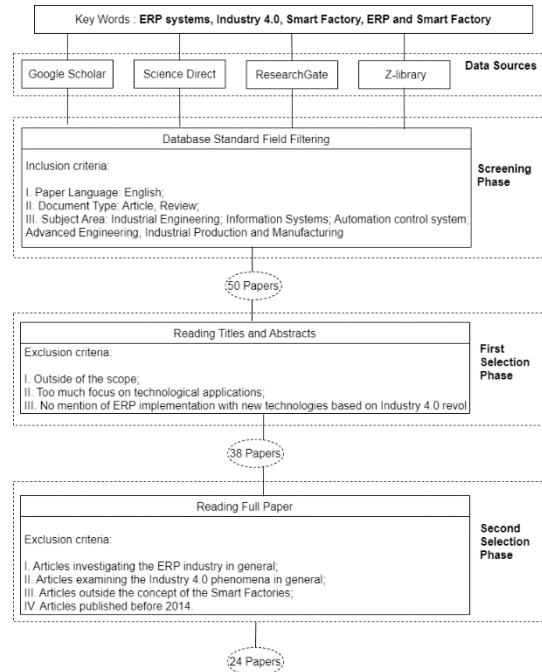 Key Words : ERP systems, Industry 4.0, Smart Factory, ERP and Smart Factory
Data Sources
Google Scholar
Science Direct
ResearchGate
Z-library
Database Standard Field Filtering
Inclusion criteria:
I. Paper Language: English;
II. Document Type: Article, Review;
III. Subject Area: Industrial Engineering; Information Systems; Automation control system;
Advanced Engineering, Industrial Production and Manufacturing
Screening
Phase
50 Papers
Reading Titles and Abstracts
Exclusion criteria:
I. Outside of the scope;
II. Too much focus on technological applications;
III. No mention of ERP implementation with new technologies based on Industry 4.0 revol
First
Selection
Phase
38 Papers
Reading Full Paper
Exclusion criteria:
I. Articles investigating the ERP industry in general;
II. Articles examining the Industry 4.0 phenomena in general;
III. Articles outside the concept of the Smart Factories;
IV. Articles published before 2014.
Second
Selection
Phase
24 Papers